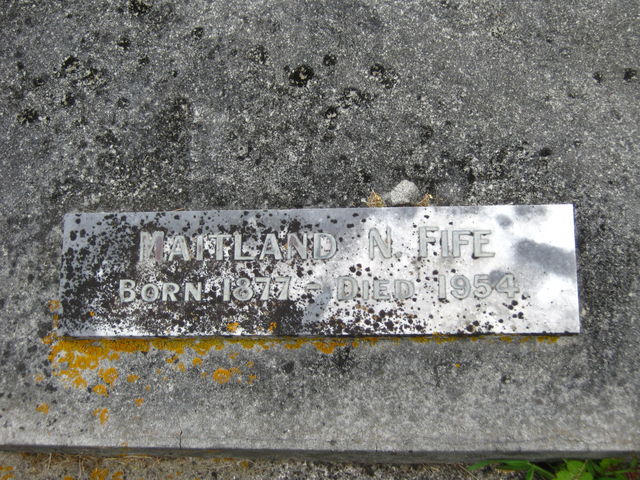 MAITLAND N. FIFE
BORN 1877 - DIED 1954